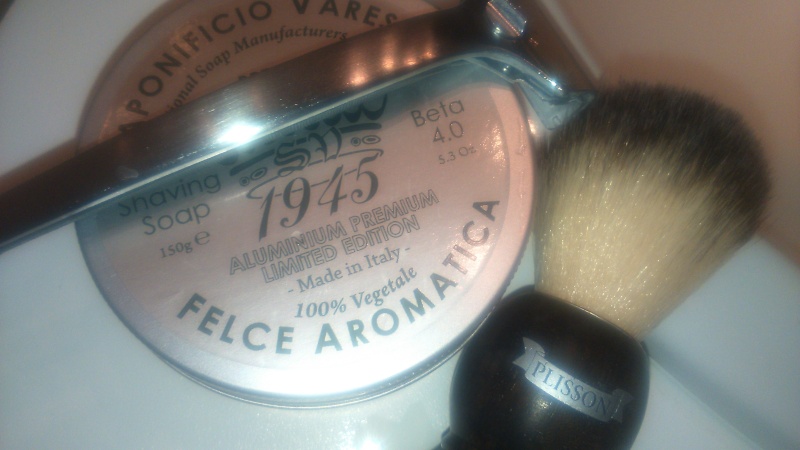 PONIFICIO VARES
onal Soap Manufacturers
Beta
4.0
5.3 Oz
Shaving
Soap
150g e
SV
1945
ALUMINIUM PREMIUM
LIMITED EDITION
- Made in Italy -
100% Vegetale
FELCE AROMATICA
PLISSON